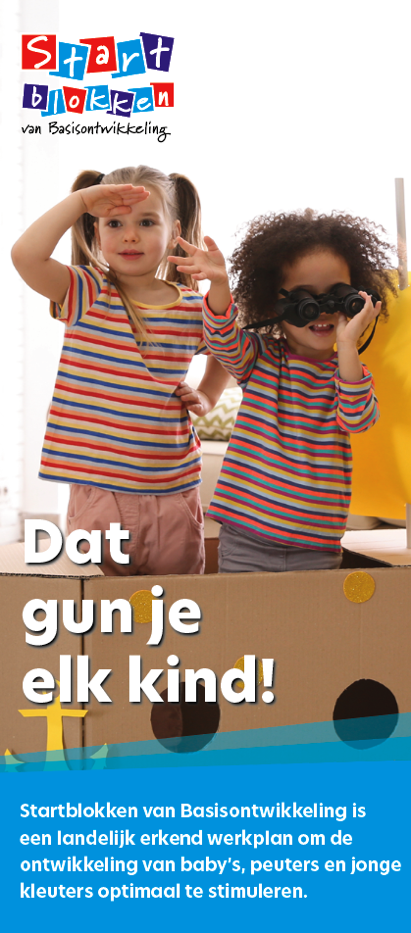 Start
blokken
van Basisontwikkeling
Dat
gun je
elk kind!
Startblokken van Basisontwikkeling is
een landelijk erkend werkplan om de
ontwikkeling van baby's, peuters en jonge
kleuters optimaal te stimuleren.